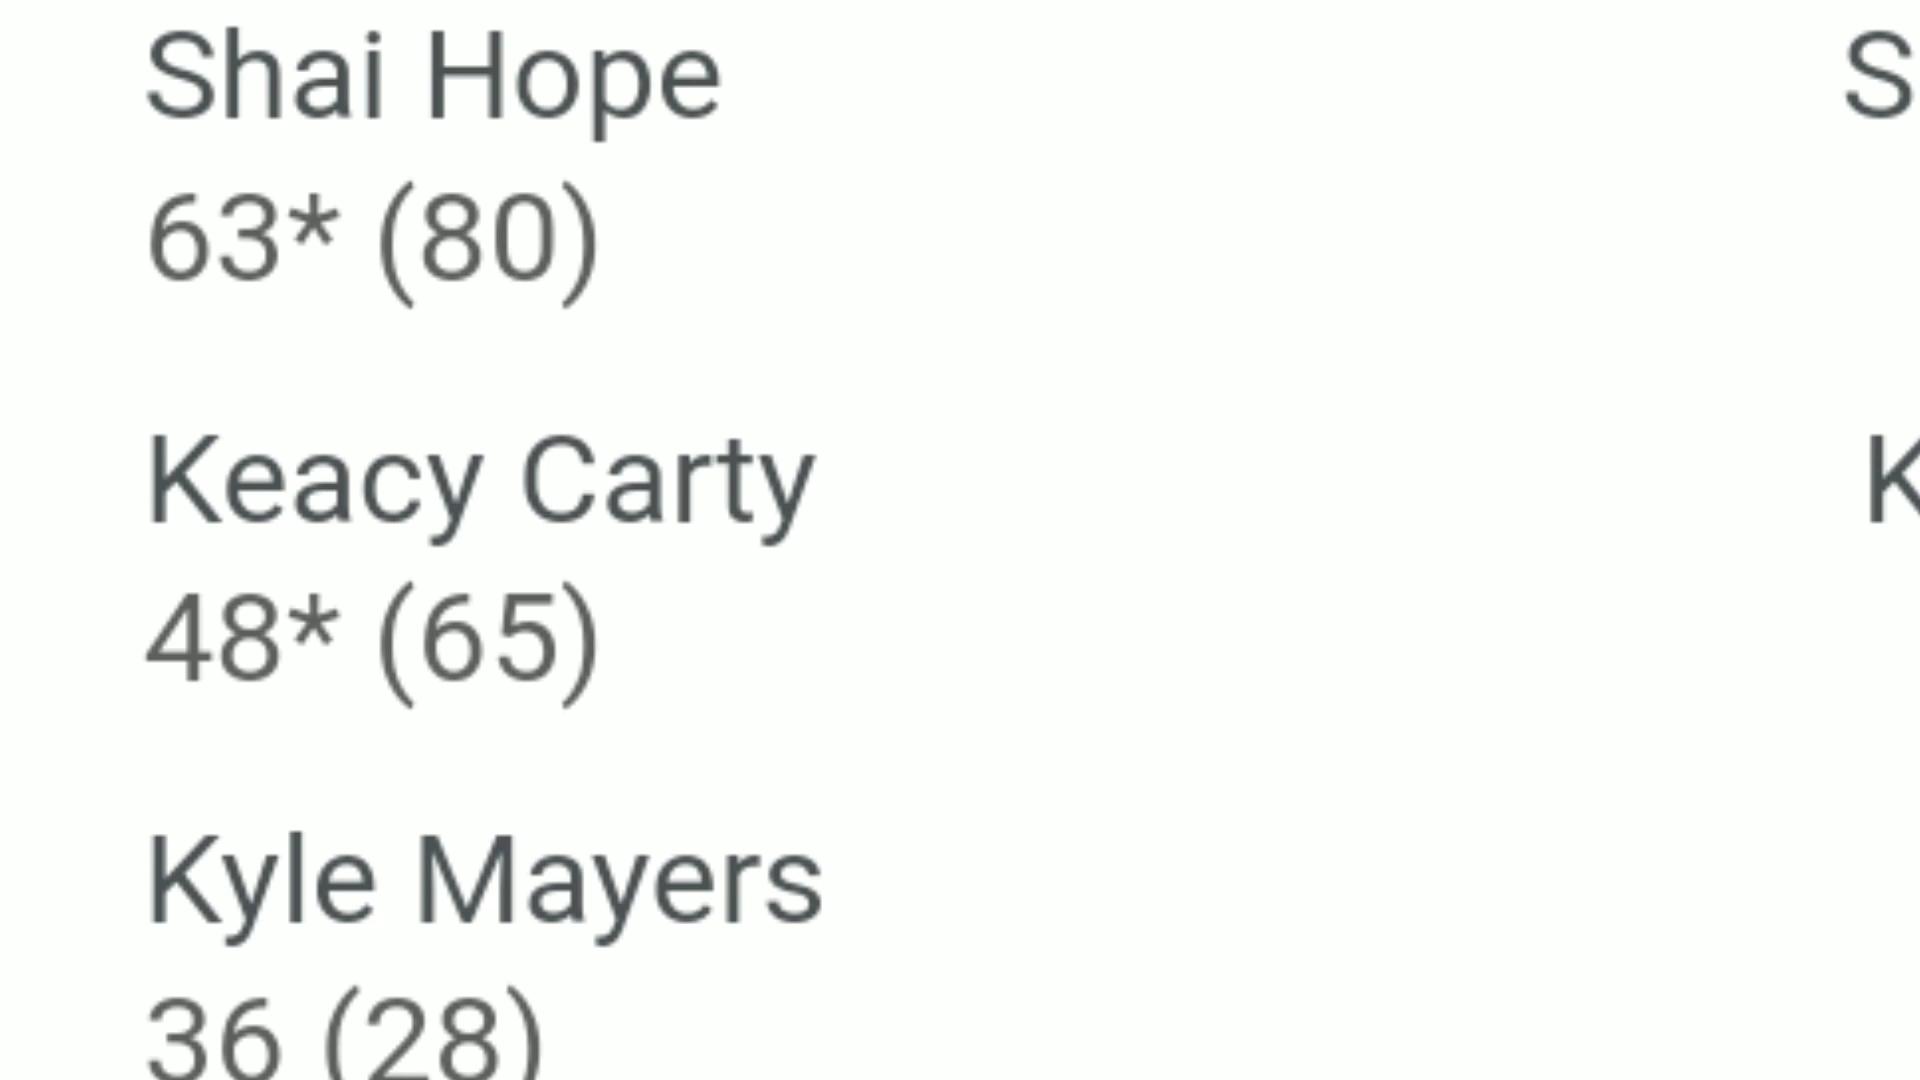 Shai Hope
63* (80)
Keacy Carty
48* (65)
Kyle Mayers
36 (28)